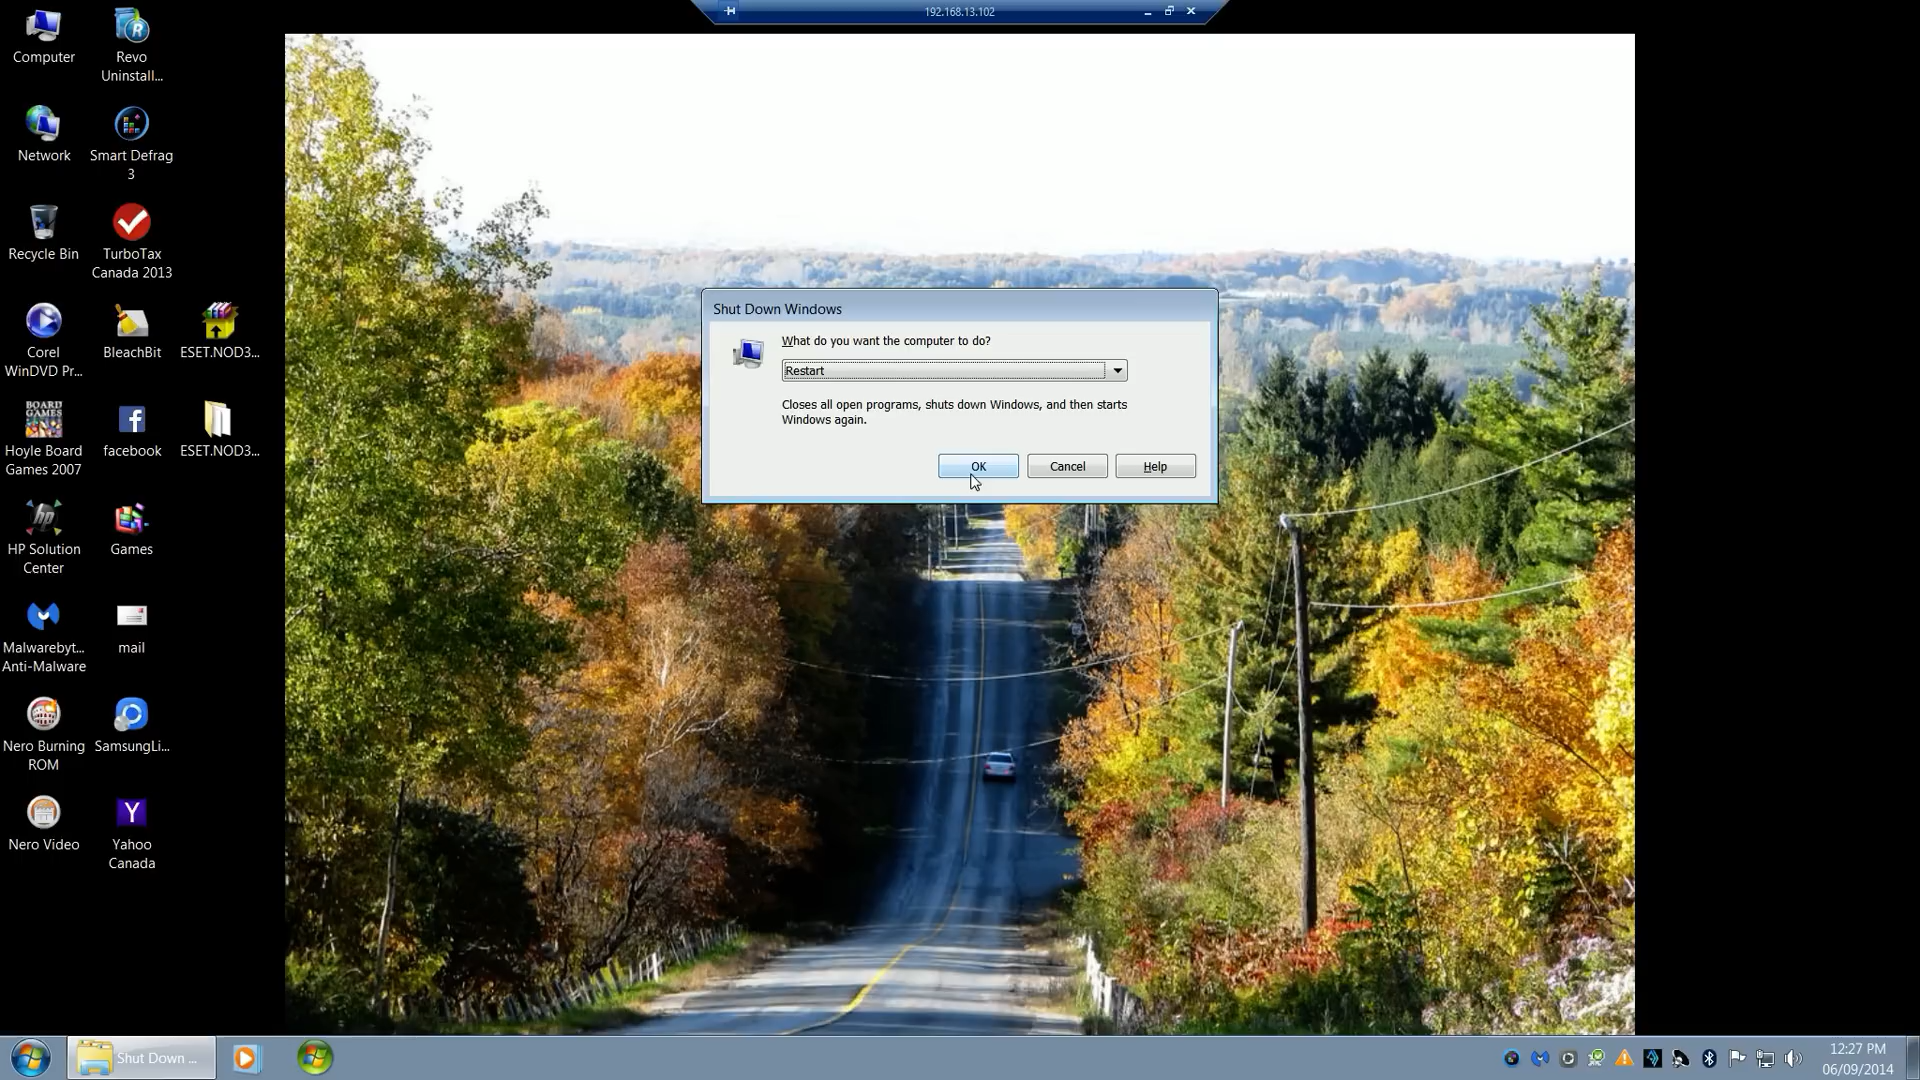 192.168.13.102
Computer
Revo
Uninstall...
Network
Smart Defrag
3
Recycle Bin
TurboTax
Canada 2013
Corel
WinDVD Pr...
BleachBit
ESET.NOD3...
BOARD
GAMES
Hoyle Board
Games 2007
facebook
ESET.NOD3...
HP Solution
Center
Games
Malwarebyt...
Anti-Malware
mail
Nero Burning
ROM
SamsungLi...
Nero Video
Yahoo
Canada
Shut Down Windows
What do you want the computer to do?
Restart
Closes all open programs, shuts down Windows, and then starts
Windows again.
OK
Cancel
Help
Shut Down ...
12:27 PM
06/09/2014